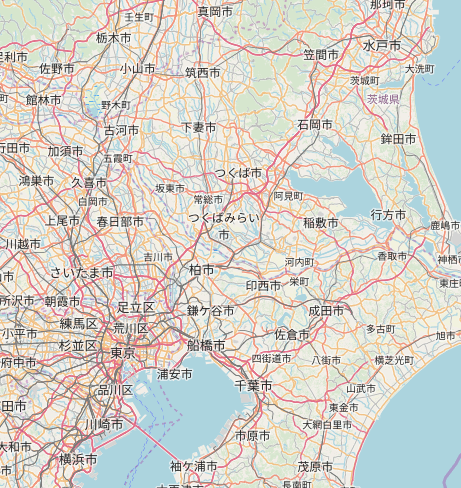 那珂市
真岡市
壬生町
栃木市
水戸市
笠間市
大洗町
佐野市
小山市
筑西市
茨城町
館林市
野木町
茨城県
古河市
下妻市
石岡市
鉾田市
行田市
加須市
五霞町
つくば市
鴻巣市
久喜市
坂東市
常総市
阿見町
白岡市
上尾市
春日部市
つくばみらい
市
稲敷市
行方市
鹿嶋市
川越市
吉川市
香取市
神栖市
さいたま市
柏市
河内町
栄町
東庄町
印西市
所沢市
朝霞市
足立区
鎌ケ谷市
成田市
練馬区
荒川区
多古町
小平市
佐倉市
旭市
杉並区
東京
船橋市
四街道市
八街市
横芝光町
府中市
浦安市
千葉市
山武市
品川区
東金市
川崎市
大網白里市
市原市
大和市
横浜市
袖ケ浦市
茂原市
長南町